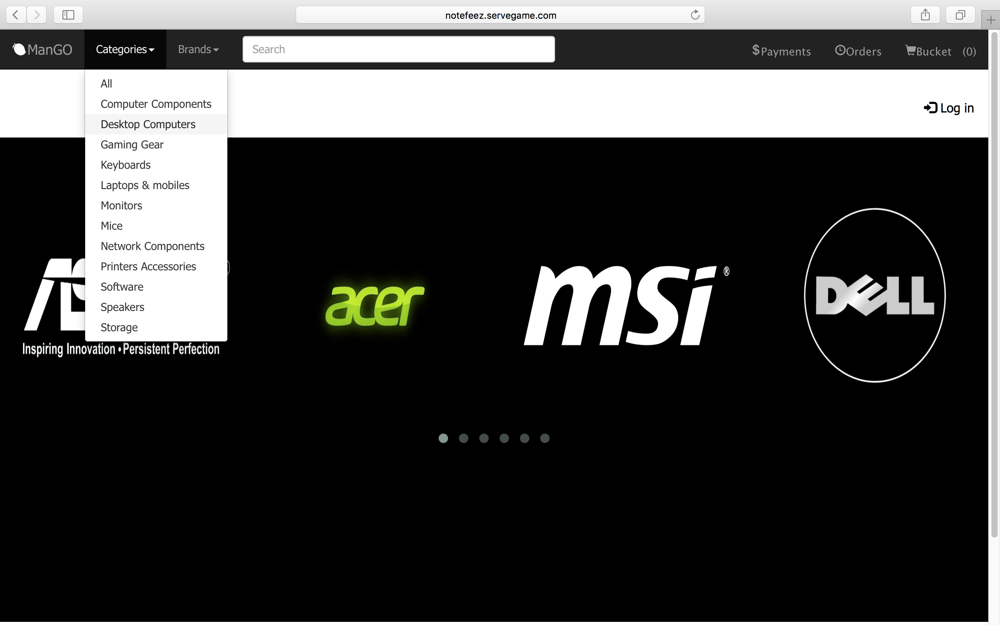 notefeez.servegame.com
ManGO Categories Brands Search $Payments Orders Bucket (0)
Log in
All
Computer Components
Desktop Computers
Gaming Gear
Keyboards
Laptops & mobiles
Monitors
Mice
Network Components
Printers Accessories
Software
Speakers
Storage
acer
msi ®
DELL
Inspiring Innovation • Persistent Perfection